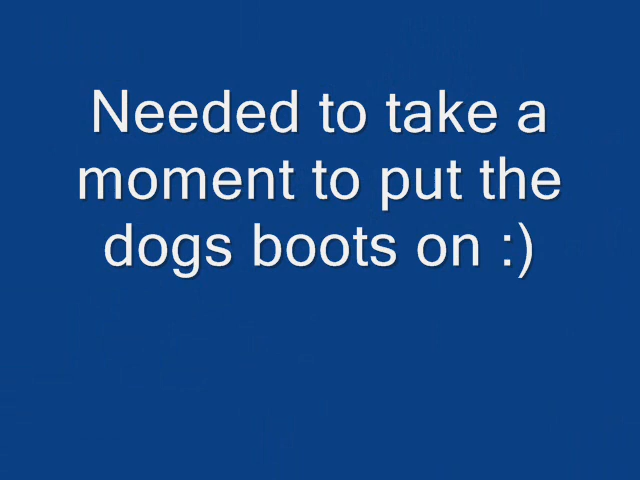 Needed to take a
moment to put the
dogs boots on :)